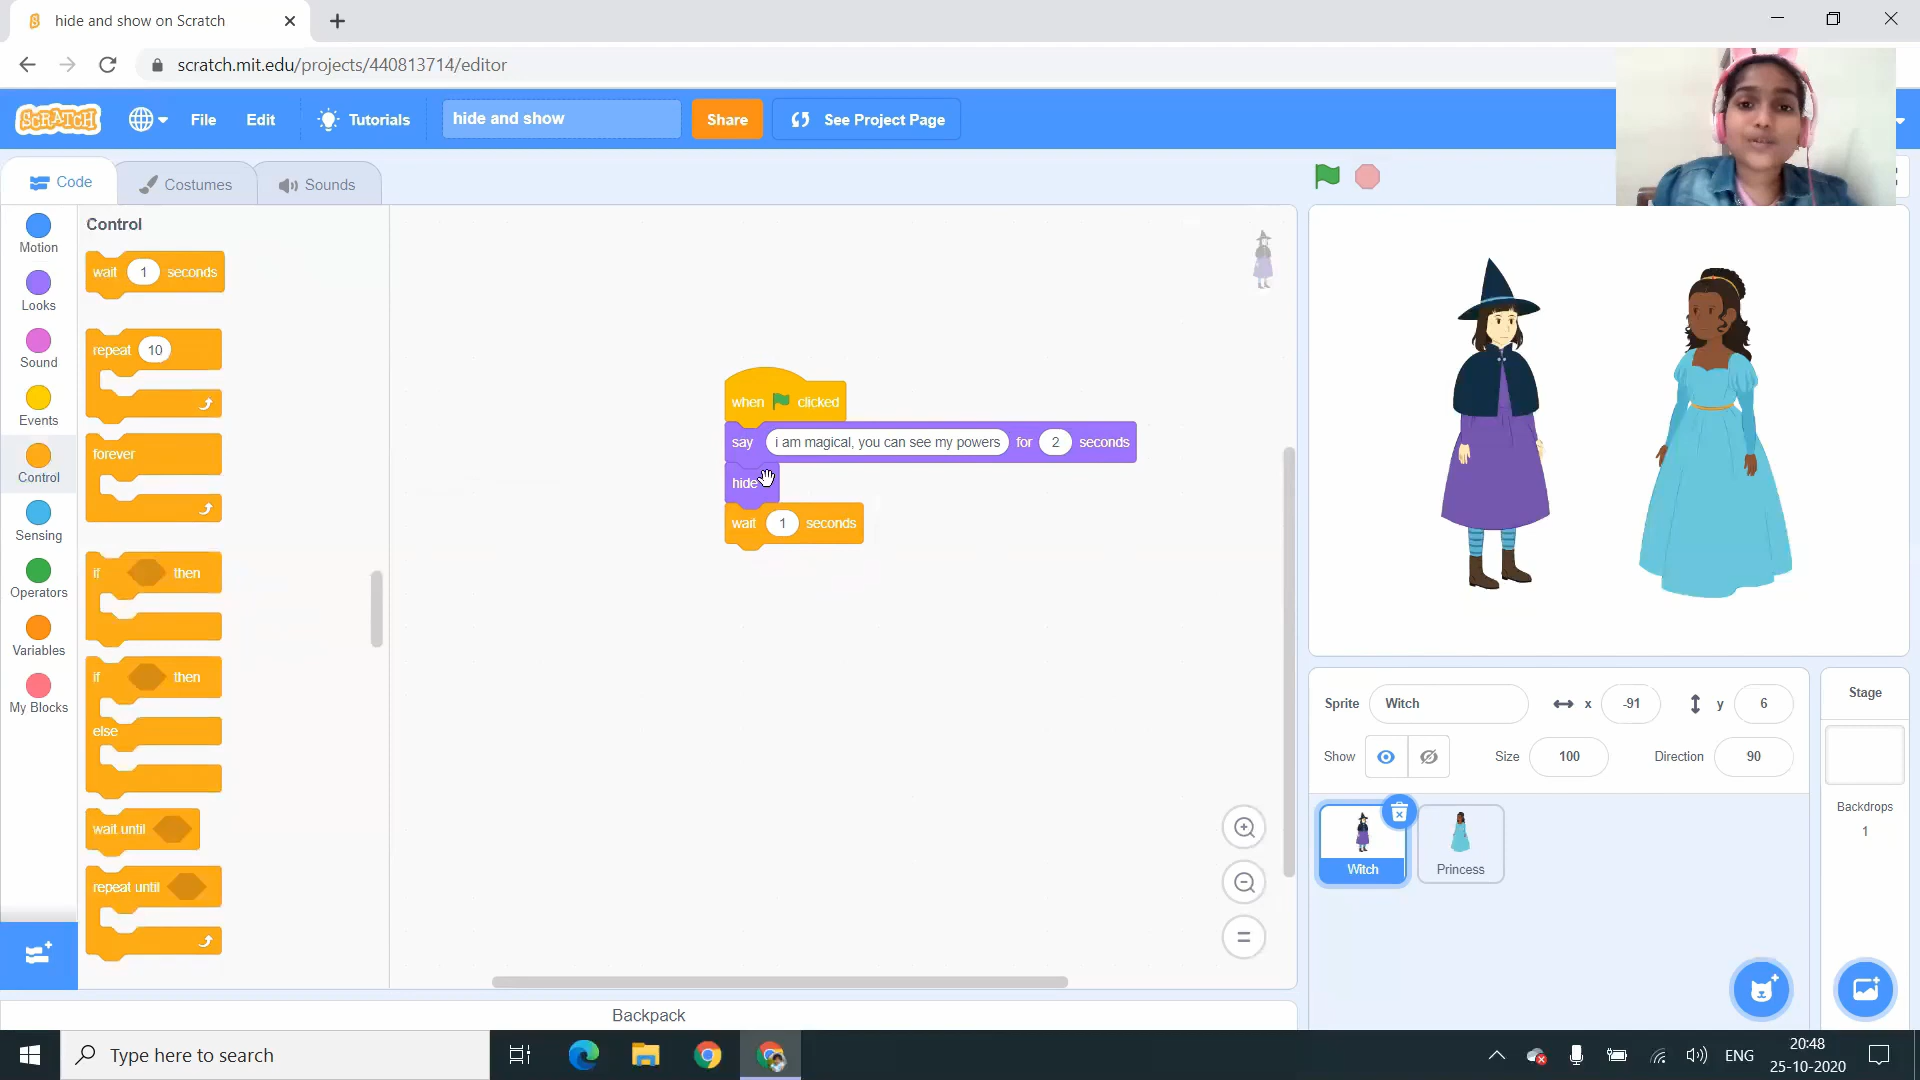 hide and show on Scratch
scratch.mit.edu/projects/440813714/editor
SCRATCH
File
Edit
Tutorials
hide and show
Share
See Project Page
Code
Costumes
Sounds
Motion
Looks
Sound
Events
Control
Sensing
Operators
Variables
My Blocks
Control
wait 1 seconds
repeat 10
forever
if then
if then
else
wait until
repeat until
when clicked
say i am magical, you can see my powers for 2 seconds
hide
wait 1 seconds
Sprite Witch x -91 y 6
Show Size 100 Direction 90
Witch
Princess
Stage
Backdrops
1
Backpack
Type here to search
ENG
20:48
25-10-2020